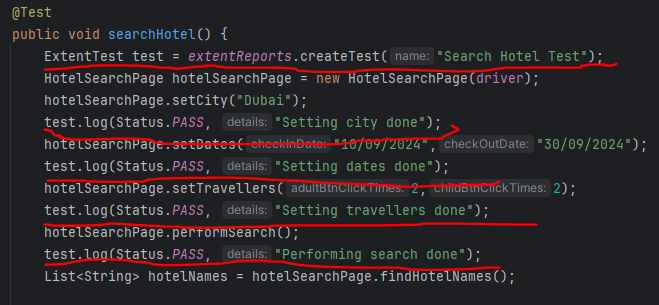 @Test
public void searchHotel() {
ExtentTest test = extentReports.createTest( name: "Search Hotel Test");
HotelSearchPage hotelSearchPage = new HotelSearchPage(driver);
hotelSearchPage.setCity("Dubai");
test.log(Status.PASS, details: "Setting city done");
hotelSearchPage.setDates( checkInDate: "10/09/2024", checkOutDate: "30/09/2024");
test.log(Status.PASS, details: "Setting dates done");
hotelSearchPage.setTravellers( adultBtnClickTimes: 2, childBtnClickTimes: 2);
test.log(Status.PASS, details: "Setting travellers done");
hotelSearchPage.performSearch();
test.log(Status.PASS, details: "Performing search done");
List<String> hotelNames = hotelSearchPage.findHotelNames();